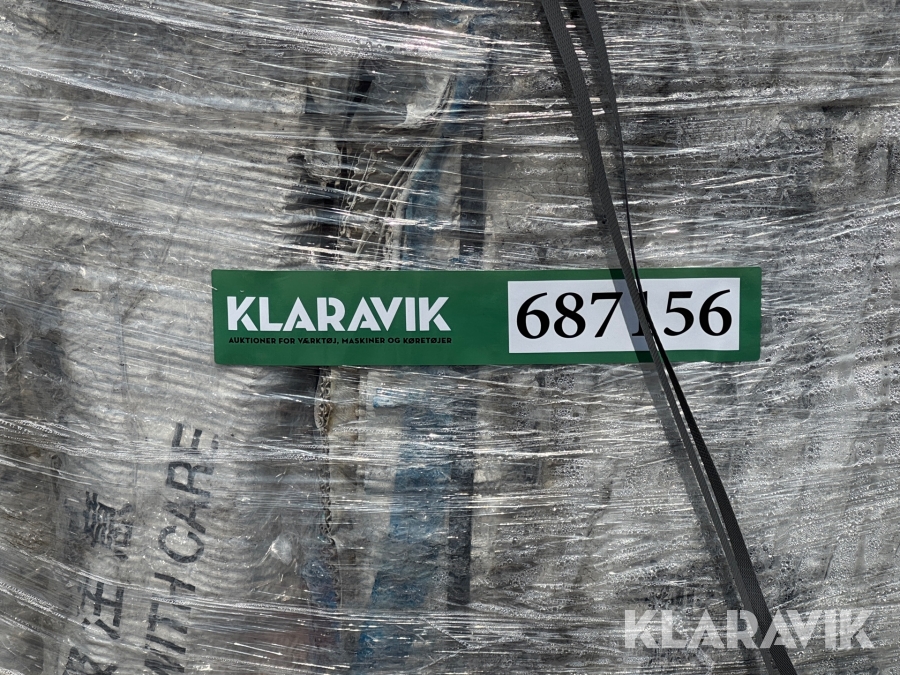 KLARAVIK
AUKTIONER FOR VÆRKTØJ, MASKINER OG KØRETØJER
687156
WITH CARE
KLARAVIK